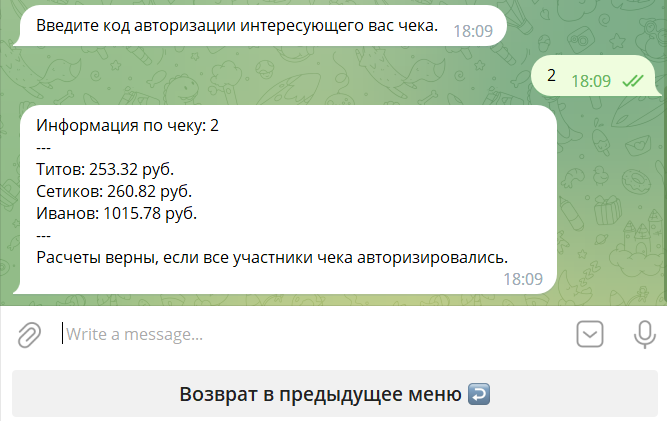 Введите код авторизации интересующего вас чека.
18:09
2
18:09
Информация по чеку: 2
---
Титов: 253.32 руб.
Сетиков: 260.82 руб.
Иванов: 1015.78 руб.
---
Расчеты верны, если все участники чека авторизировались.
18:09
Write a message...
Возврат в предыдущее меню